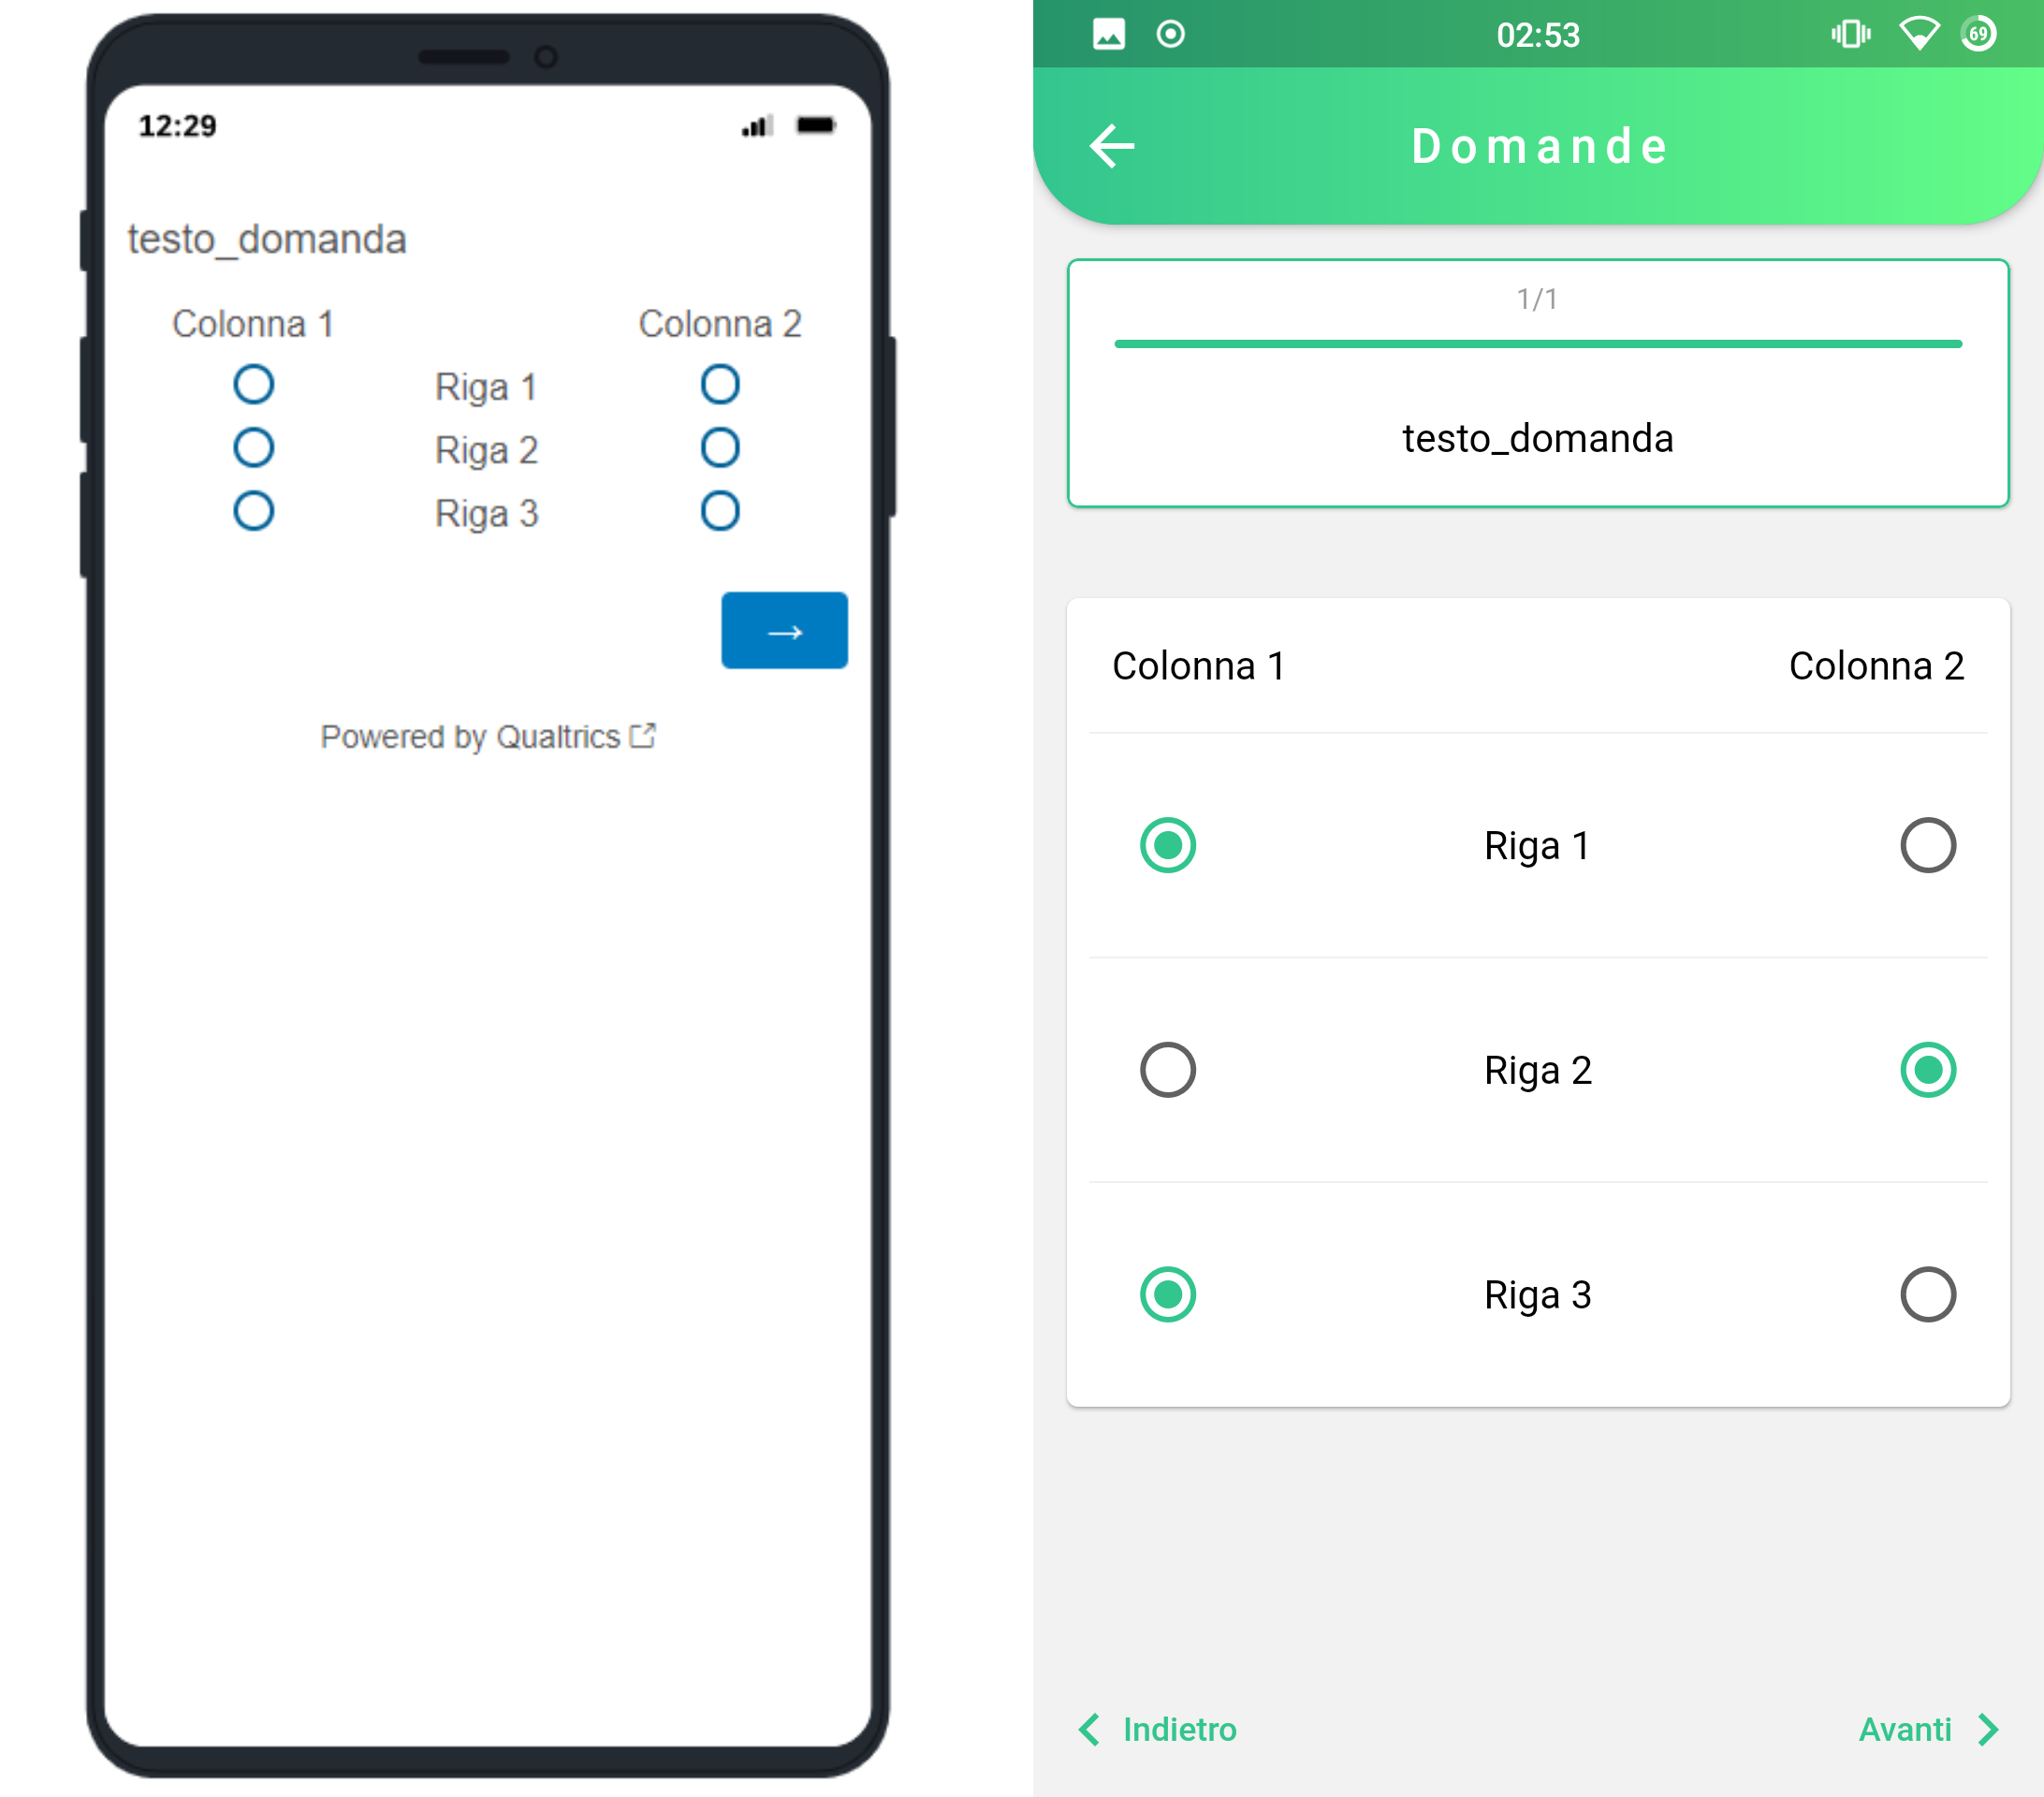 12:29
testo_domanda
Colonna 1 Colonna 2
Riga 1
Riga 2
Riga 3
→
Powered by Qualtrics
02:53
69
Domande
1/1
testo_domanda
Colonna 1 Colonna 2
Riga 1
Riga 2
Riga 3
Indietro Avanti